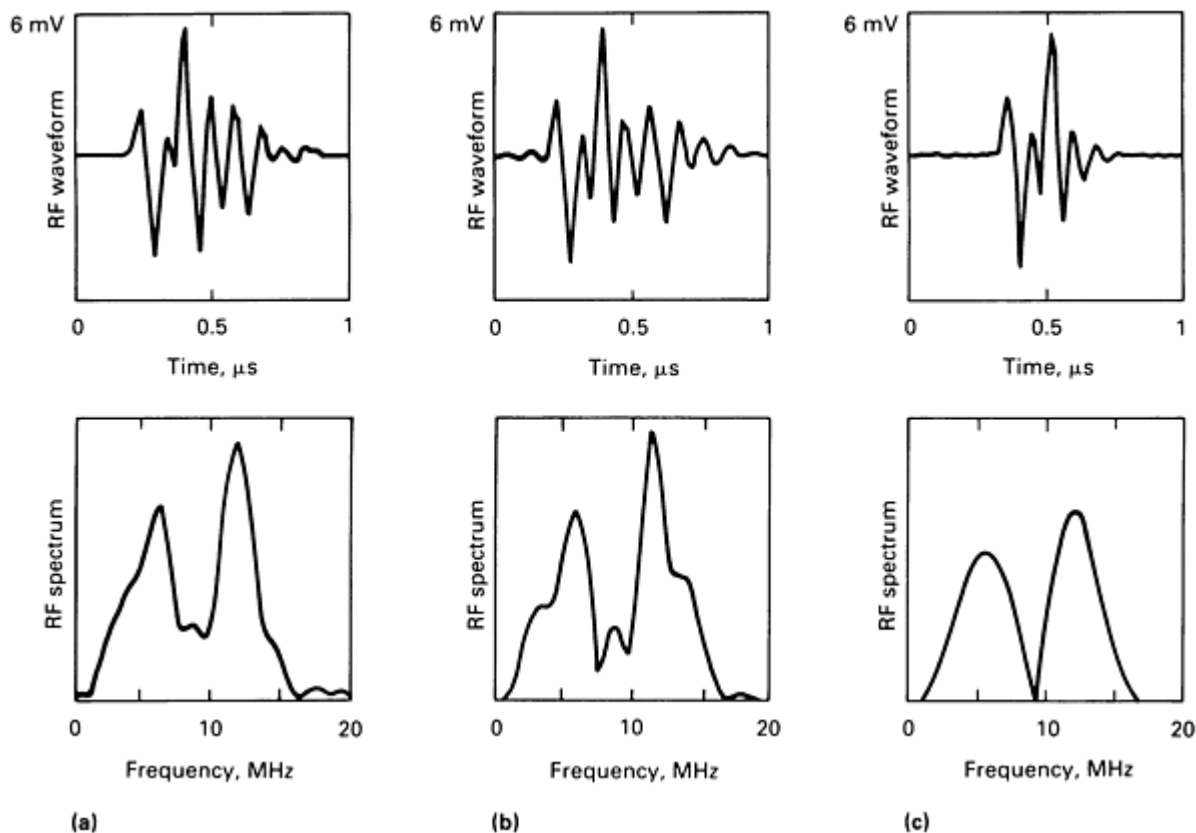 6 mV
RF waveform
0 0.5 1
Time, μs
RF spectrum
0 10 20
Frequency, MHz
(a)
RF waveform
0 0.5 1
Time, μs
RF spectrum
0 10 20
Frequency, MHz
(b)
6 mV
RF waveform
0 0.5 1
Time, μs
RF spectrum
0 10 20
Frequency, MHz
(c)